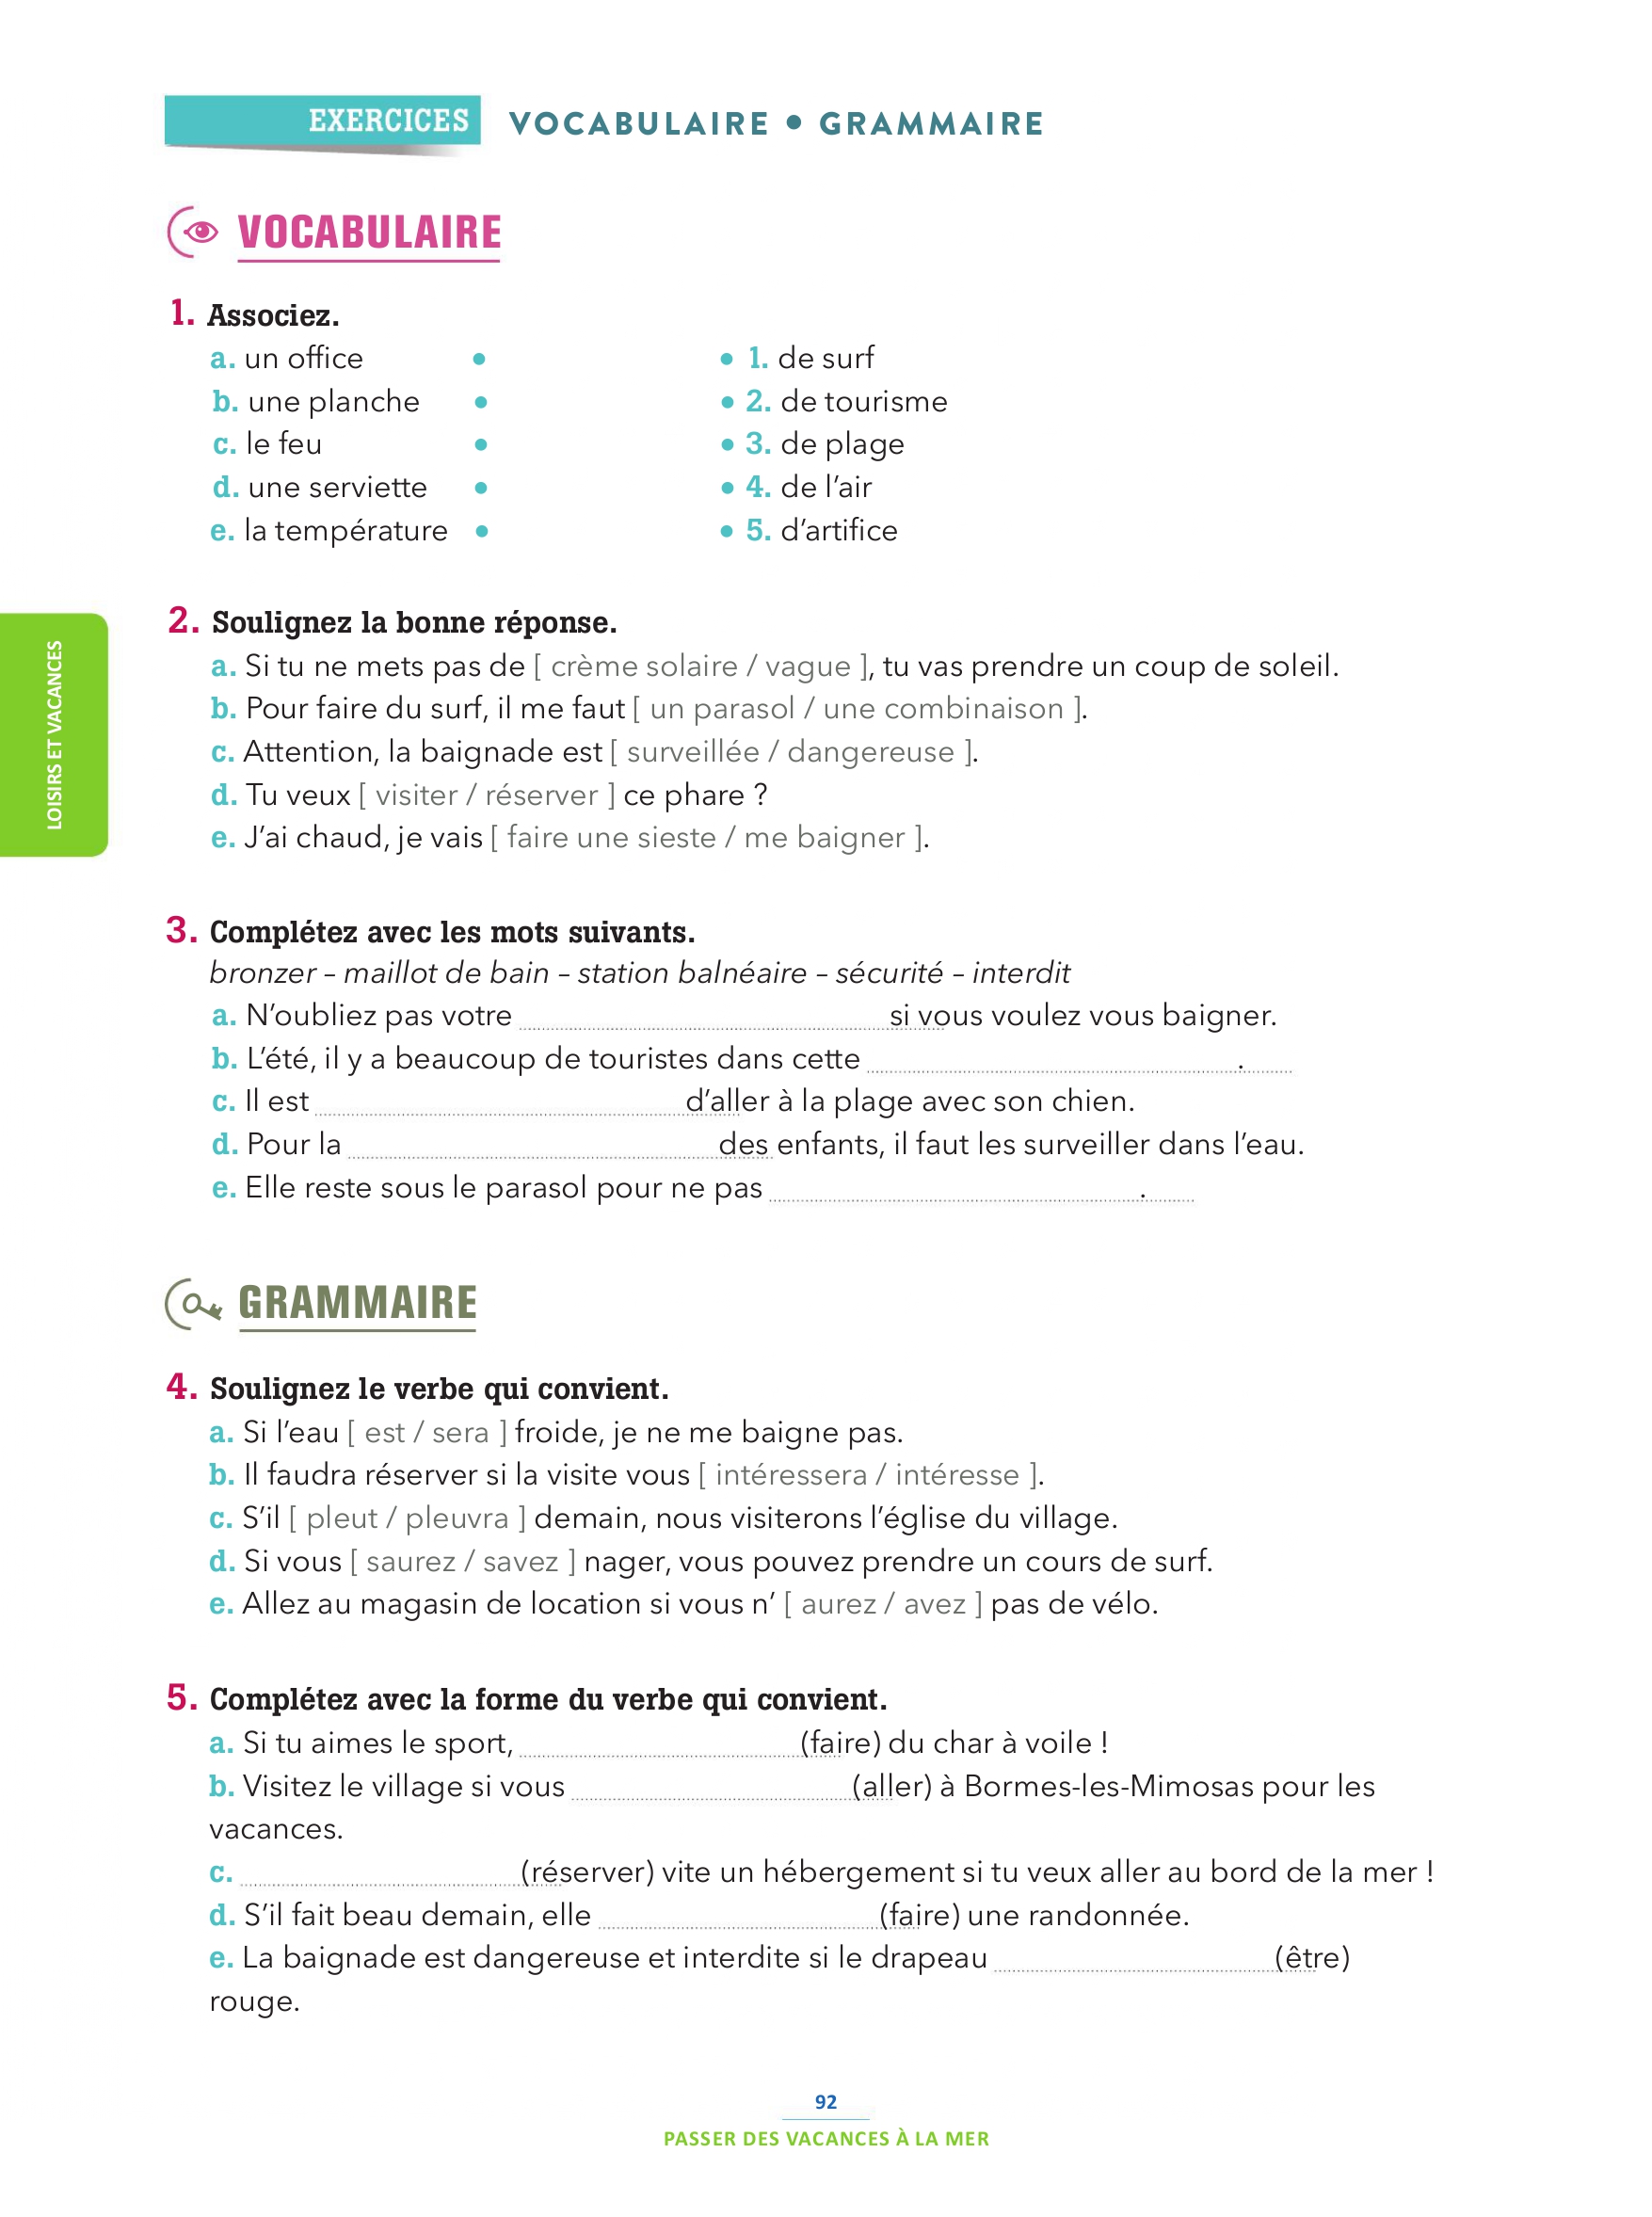 EXERCICES VOCABULAIRE • GRAMMAIRE
VOCABULAIRE
1. Associez.
a. un office • • 1. de surf
b. une planche • • 2. de tourisme
c. le feu • • 3. de plage
d. une serviette • • 4. de l'air
e. la température • • 5. d'artifice
LOISIRS ET VACANCES
2. Soulignez la bonne réponse.
a. Si tu ne mets pas de [ crème solaire / vague ], tu vas prendre un coup de soleil.
b. Pour faire du surf, il me faut [ un parasol / une combinaison ].
c. Attention, la baignade est [ surveillée / dangereuse ].
d. Tu veux [ visiter / réserver ] ce phare ?
e. J'ai chaud, je vais [ faire une sieste / me baigner ].
3. Complétez avec les mots suivants.
bronzer – maillot de bain – station balnéaire – sécurité – interdit
a. N'oubliez pas votre ........ si vous voulez vous baigner.
b. L'été, il y a beaucoup de touristes dans cette ........ .
c. Il est ........ d'aller à la plage avec son chien.
d. Pour la ........ des enfants, il faut les surveiller dans l'eau.
e. Elle reste sous le parasol pour ne pas ........ .
GRAMMAIRE
4. Soulignez le verbe qui convient.
a. Si l'eau [ est / sera ] froide, je ne me baigne pas.
b. Il faudra réserver si la visite vous [ intéressera / intéresse ].
c. S'il [ pleut / pleuvra ] demain, nous visiterons l'église du village.
d. Si vous [ saurez / savez ] nager, vous pouvez prendre un cours de surf.
e. Allez au magasin de location si vous n' [ aurez / avez ] pas de vélo.
5. Complétez avec la forme du verbe qui convient.
a. Si tu aimes le sport, ........ (faire) du char à voile !
b. Visitez le village si vous ........ (aller) à Bormes-les-Mimosas pour les
vacances.
c. ........ (réserver) vite un hébergement si tu veux aller au bord de la mer !
d. S'il fait beau demain, elle ........ (faire) une randonnée.
e. La baignade est dangereuse et interdite si le drapeau ........ (être)
rouge.
92
PASSER DES VACANCES À LA MER